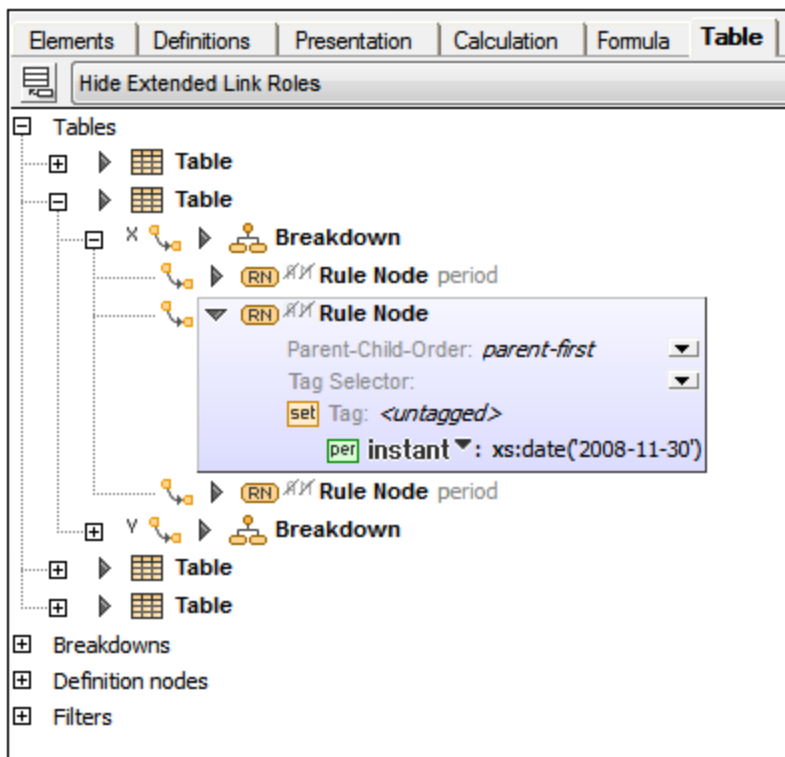 Elements Definitions Presentation Calculation Formula Table
Hide Extended Link Roles
Tables
Table
Table
X Breakdown
RN Rule Node period
RN Rule Node
Parent-Child-Order: parent-first
Tag Selector:
set Tag: <untagged>
per instant : xs:date('2008-11-30')
RN Rule Node period
Y Breakdown
Table
Table
Breakdowns
Definition nodes
Filters